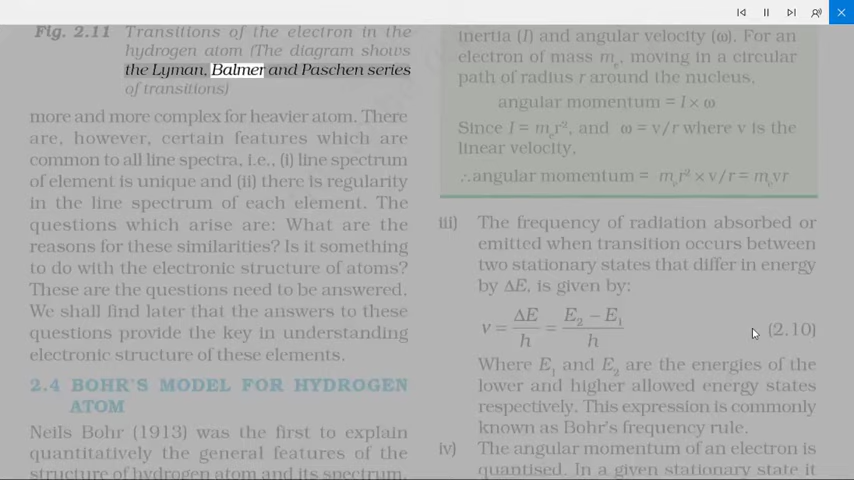 Fig. 2.11 Transitions of the electron in the
hydrogen atom (The diagram shows
the Lyman, Balmer and Paschen series
of transitions)
more and more complex for heavier atom. There
are, however, certain features which are
common to all line spectra, i.e., (i) line spectrum
of element is unique and (ii) there is regularity
in the line spectrum of each element. The
questions which arise are: What are the
reasons for these similarities? Is it something
to do with the electronic structure of atoms?
These are the questions need to be answered.
We shall find later that the answers to these
questions provide the key in understanding
electronic structure of these elements.
2.4 BOHR'S MODEL FOR HYDROGEN
ATOM
Neils Bohr (1913) was the first to explain
quantitatively the general features of the
structure of hydrogen atom and its spectrum.
inertia (I) and angular velocity (ω). For an
electron of mass mₑ, moving in a circular
path of radius r around the nucleus,
angular momentum = I × ω
Since I = mₑr², and ω = v/r where v is the
linear velocity,
∴angular momentum = mₑr² × v/r = mₑvr
iii) The frequency of radiation absorbed or
emitted when transition occurs between
two stationary states that differ in energy
by ΔE, is given by:
ν = ΔE/h = (E₂ − E₁)/h (2.10)
Where E₁ and E₂ are the energies of the
lower and higher allowed energy states
respectively. This expression is commonly
known as Bohr's frequency rule.
iv) The angular momentum of an electron is
quantised. In a given stationary state it